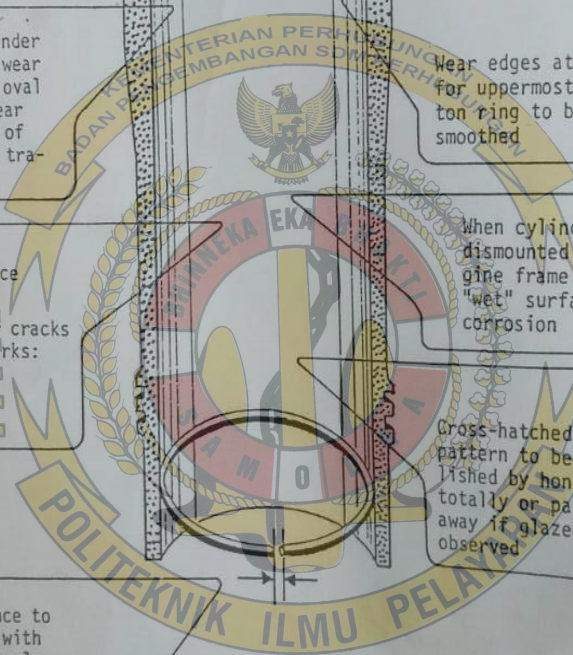 nder
wear
oval
ear
of
tra-
ce
cracks
rks:
ce to
with
Wear edges at
for uppermost
ton ring to b
smoothed
When cylin
dismounted
gine frame
"wet" surfa
corrosion
Cross-hatched
pattern to be
lished by hon
totally or pa
away if glaze
observed
KEMENTERIAN PERHUBUNGAN
BADAN PENGEMBANGAN SDM PERHUBUNGAN
BHINNEKA EKA BHAKTI
SAMODRA
POLITEKNIK ILMU PELAYARAN